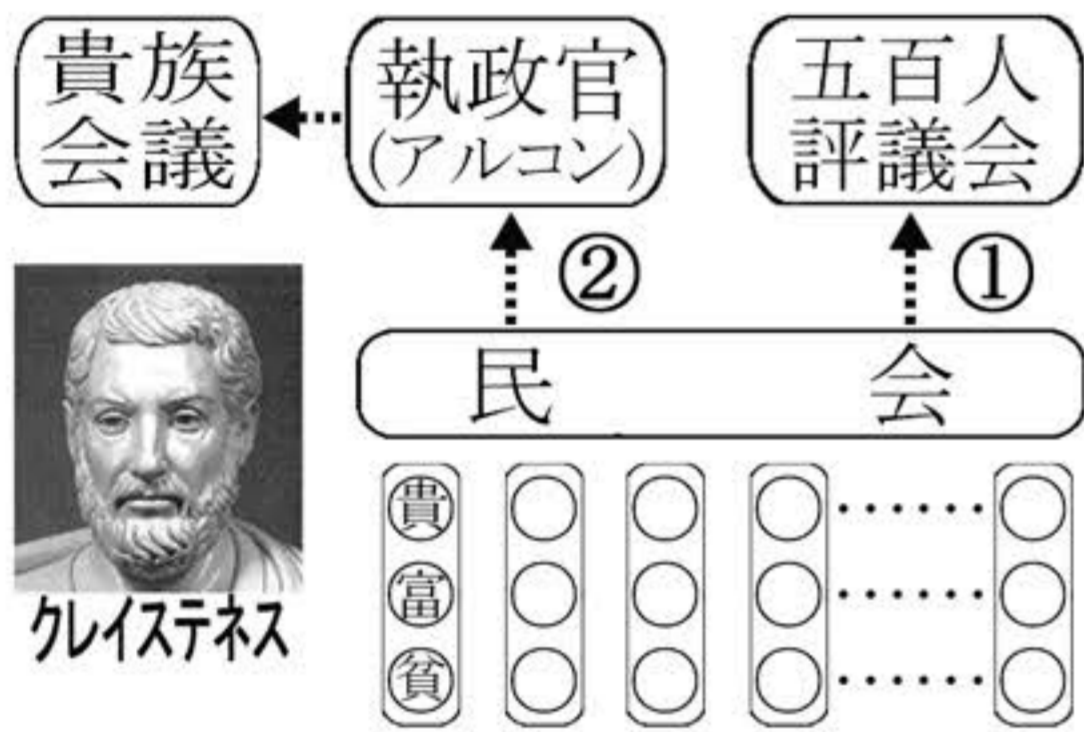 貴族
会議
執政官
(アルコン)
五百人
評議会
②
①
民 会
貴
富
貧
クレイステネス